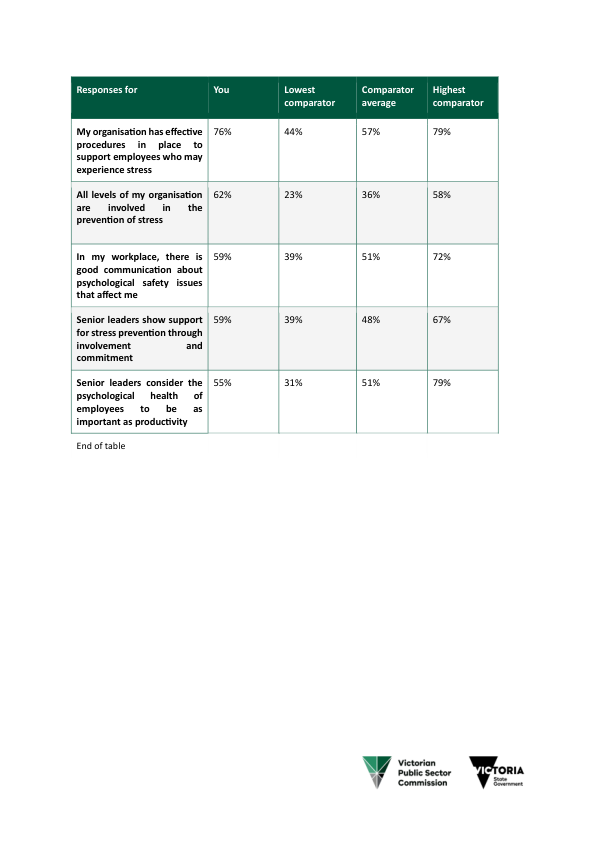 Responses for You Lowest Comparator Highest
comparator average comparator
My organisation has effective 76% 44% 57% 79%
procedures in place to
support employees who may
experience stress
All levels of my organisation 62% 23% 36% 58%
are involved in the
prevention of stress
In my workplace, there is 59% 39% 51% 72%
good communication about
psychological safety issues
that affect me
Senior leaders show support 59% 39% 48% 67%
for stress prevention through
involvement and
commitment
Senior leaders consider the 55% 31% 51% 79%
psychological health of
employees to be as
important as productivity
End of table
Victorian
Public Sector
Commission
VICTORIA
State
Government